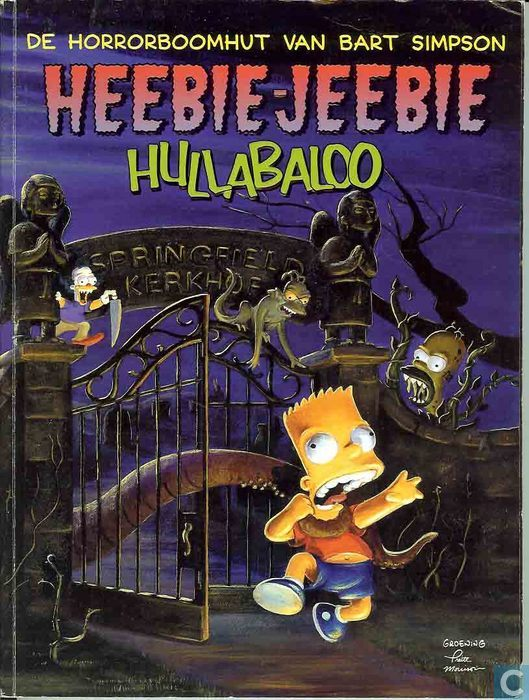 DE HORRORBOOMHUT VAN BART SIMPSON
HEEBIE-JEEBIE
HULLABALOO
SPRINGFIELD
KERKHOF
GROENING